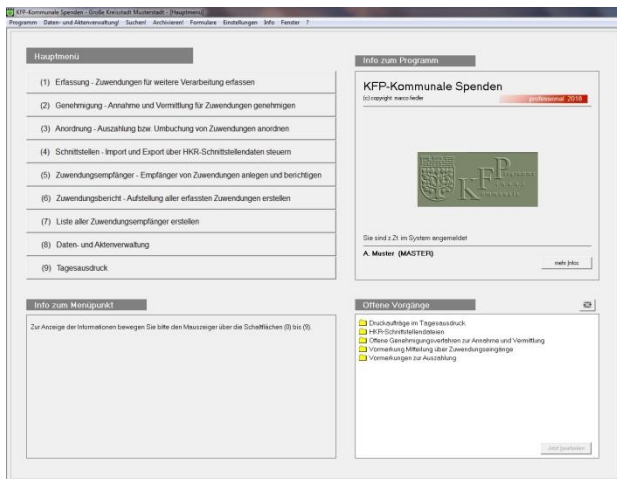 KFP-Kommunale Spenden - Große Kreisstadt Musterstadt - [Hauptmenü]
Programm Daten- und Aktenverwaltung! Suchen! Archivieren! Formulare Einstellungen Info Fenster ?
Hauptmenü
(1) Erfassung - Zuwendungen für weitere Verarbeitung erfassen
(2) Genehmigung - Annahme und Vermittlung für Zuwendungen genehmigen
(3) Anordnung - Auszahlung bzw. Umbuchung von Zuwendungen anordnen
(4) Schnittstellen - Import und Export über HKR-Schnittstellendaten steuern
(5) Zuwendungsempfänger - Empfänger von Zuwendungen anlegen und berichtigen
(6) Zuwendungsbericht - Aufstellung aller erfassten Zuwendungen erstellen
(7) Liste aller Zuwendungsempfänger erstellen
(8) Daten- und Aktenverwaltung
(9) Tagesausdruck
Info zum Programm
KFP-Kommunale Spenden
(c) copyright marco fiedler
professional 2018
KFP
Sie sind z.Zt. im System angemeldet
A. Muster (MASTER)
mehr Infos
Info zum Menüpunkt
Zur Anzeige der Informationen bewegen Sie bitte den Mauszeiger über die Schaltflächen (0) bis (9).
Offene Vorgänge
Druckaufträge im Tagesausdruck
HKR-Schnittstellendateien
Offene Genehmigungsverfahren zur Annahme und Vermittlung
Vormerkung Mitteilung über Zuwendungseingänge
Vormerkungen zur Auszahlung
Jetzt bearbeiten